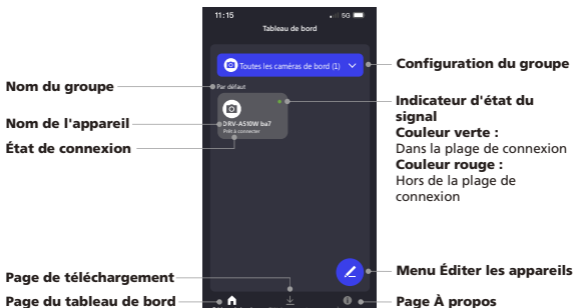 11:15
5G
Tableau de bord
Toutes les caméras de bord (1)
Configuration du groupe
Nom du groupe
Par défaut
Indicateur d'état du
signal
Nom de l'appareil
DRV-A510W ba7
Couleur verte :
Prêt à connecter
Dans la plage de connexion
État de connexion
Couleur rouge :
Hors de la plage de
connexion
Menu Éditer les appareils
Page de téléchargement
Page du tableau de bord
Page À propos